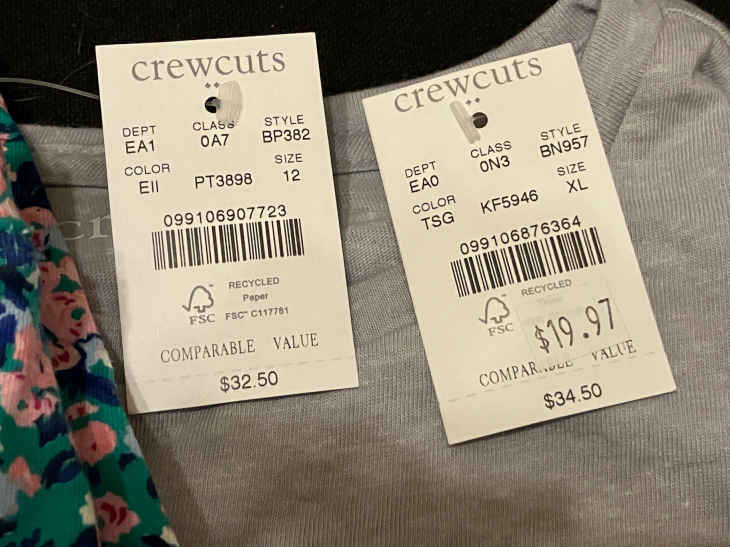 crewcuts
DEPT CLASS STYLE
EA1 0A7 BP382
COLOR SIZE
EII PT3898 12
099106907723
RECYCLED
Paper
FSC FSC™ C117781
COMPARABLE VALUE
$32.50
crewcuts
DEPT CLASS STYLE
EA0 0N3 BN957
COLOR SIZE
TSG KF5946 XL
099106876364
RECYCLED
FSC
$19.97
VALUE
$34.50
cr